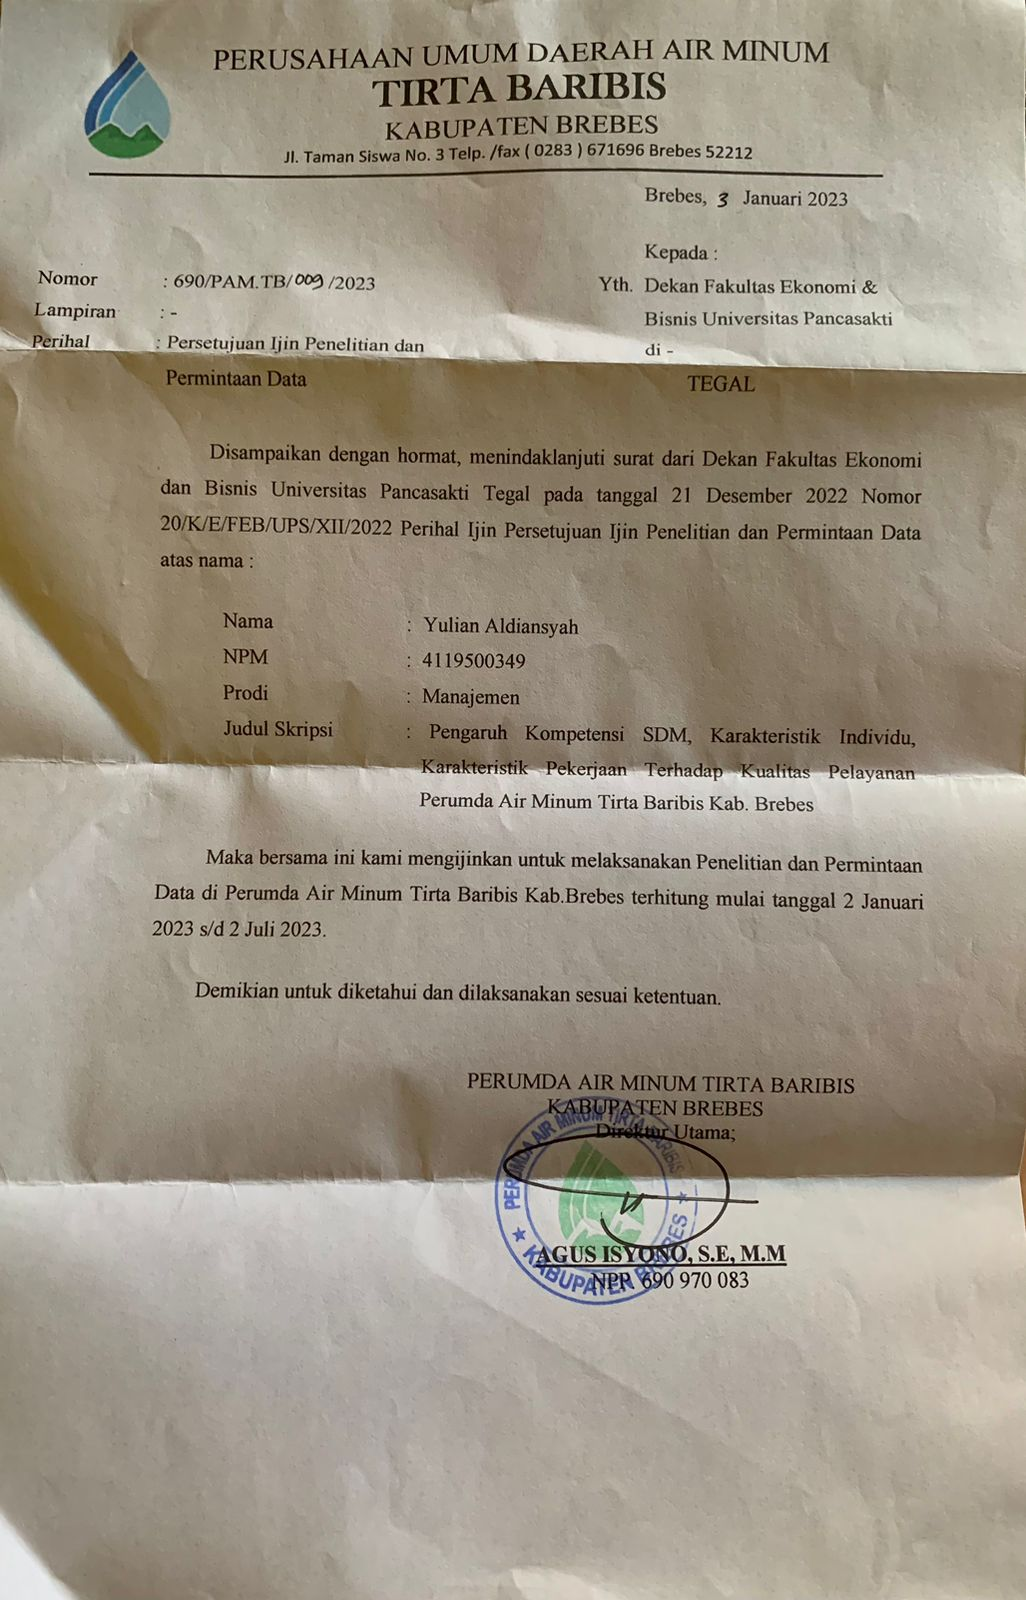 PERUSAHAAN UMUM DAERAH AIR MINUM
TIRTA BARIBIS
KABUPATEN BREBES
Jl. Taman Siswa No. 3 Telp. /fax ( 0283 ) 671696 Brebes 52212
Brebes, 3 Januari 2023
Kepada :
Nomor : 690/PAM.TB/009/2023
Yth. Dekan Fakultas Ekonomi &
Lampiran : -
Bisnis Universitas Pancasakti
Perihal : Persetujuan Ijin Penelitian dan
di -
Permintaan Data
TEGAL
Disampaikan dengan hormat, menindaklanjuti surat dari Dekan Fakultas Ekonomi
dan Bisnis Universitas Pancasakti Tegal pada tanggal 21 Desember 2022 Nomor
20/K/E/FEB/UPS/XII/2022 Perihal Ijin Persetujuan Ijin Penelitian dan Permintaan Data
atas nama :
Nama : Yulian Aldiansyah
NPM : 4119500349
Prodi : Manajemen
Judul Skripsi : Pengaruh Kompetensi SDM, Karakteristik Individu,
Karakteristik Pekerjaan Terhadap Kualitas Pelayanan
Perumda Air Minum Tirta Baribis Kab. Brebes
Maka bersama ini kami mengijinkan untuk melaksanakan Penelitian dan Permintaan
Data di Perumda Air Minum Tirta Baribis Kab.Brebes terhitung mulai tanggal 2 Januari
2023 s/d 2 Juli 2023.
Demikian untuk diketahui dan dilaksanakan sesuai ketentuan.
PERUMDA AIR MINUM TIRTA BARIBIS
KABUPATEN BREBES
Direktur Utama;
PERUMDA AIR MINUM TIRTA BARIBIS
★ KABUPATEN BREBES ★
AGUS ISYONO, S.E, M.M
NPP. 690 970 083